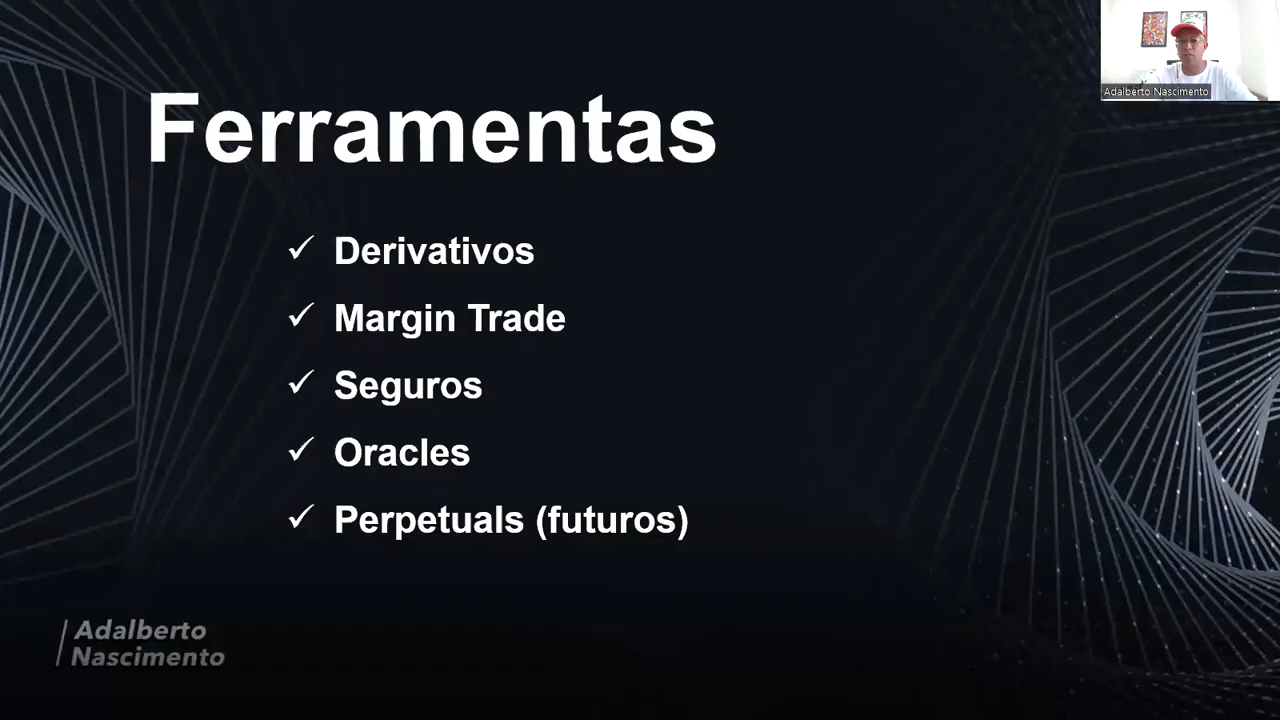 Ferramentas
Adalberto Nascimento
✓ Derivativos
✓ Margin Trade
✓ Seguros
✓ Oracles
✓ Perpetuals (futuros)
Adalberto
Nascimento